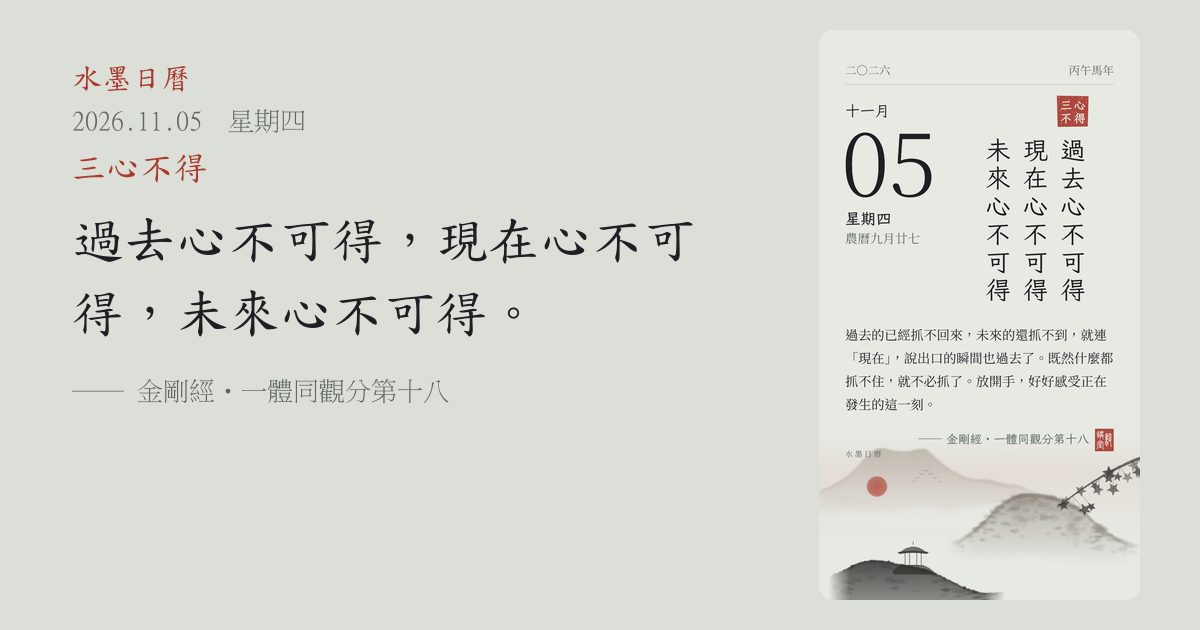 水墨日曆
2026.11.05　星期四
三心不得
過去心不可得，現在心不可
得，未來心不可得。
—— 金剛經・一體同觀分第十八
二〇二六
丙午馬年
十一月
05
星期四
農曆九月廿七
三心
不得
過去心不可得
現在心不可得
未來心不可得
過去的已經抓不回來，未來的還抓不到，就連
「現在」，說出口的瞬間也過去了。既然什麼都
抓不住，就不必抓了。放開手，好好感受正在
發生的這一刻。
—— 金剛經・一體同觀分第十八
水墨日曆